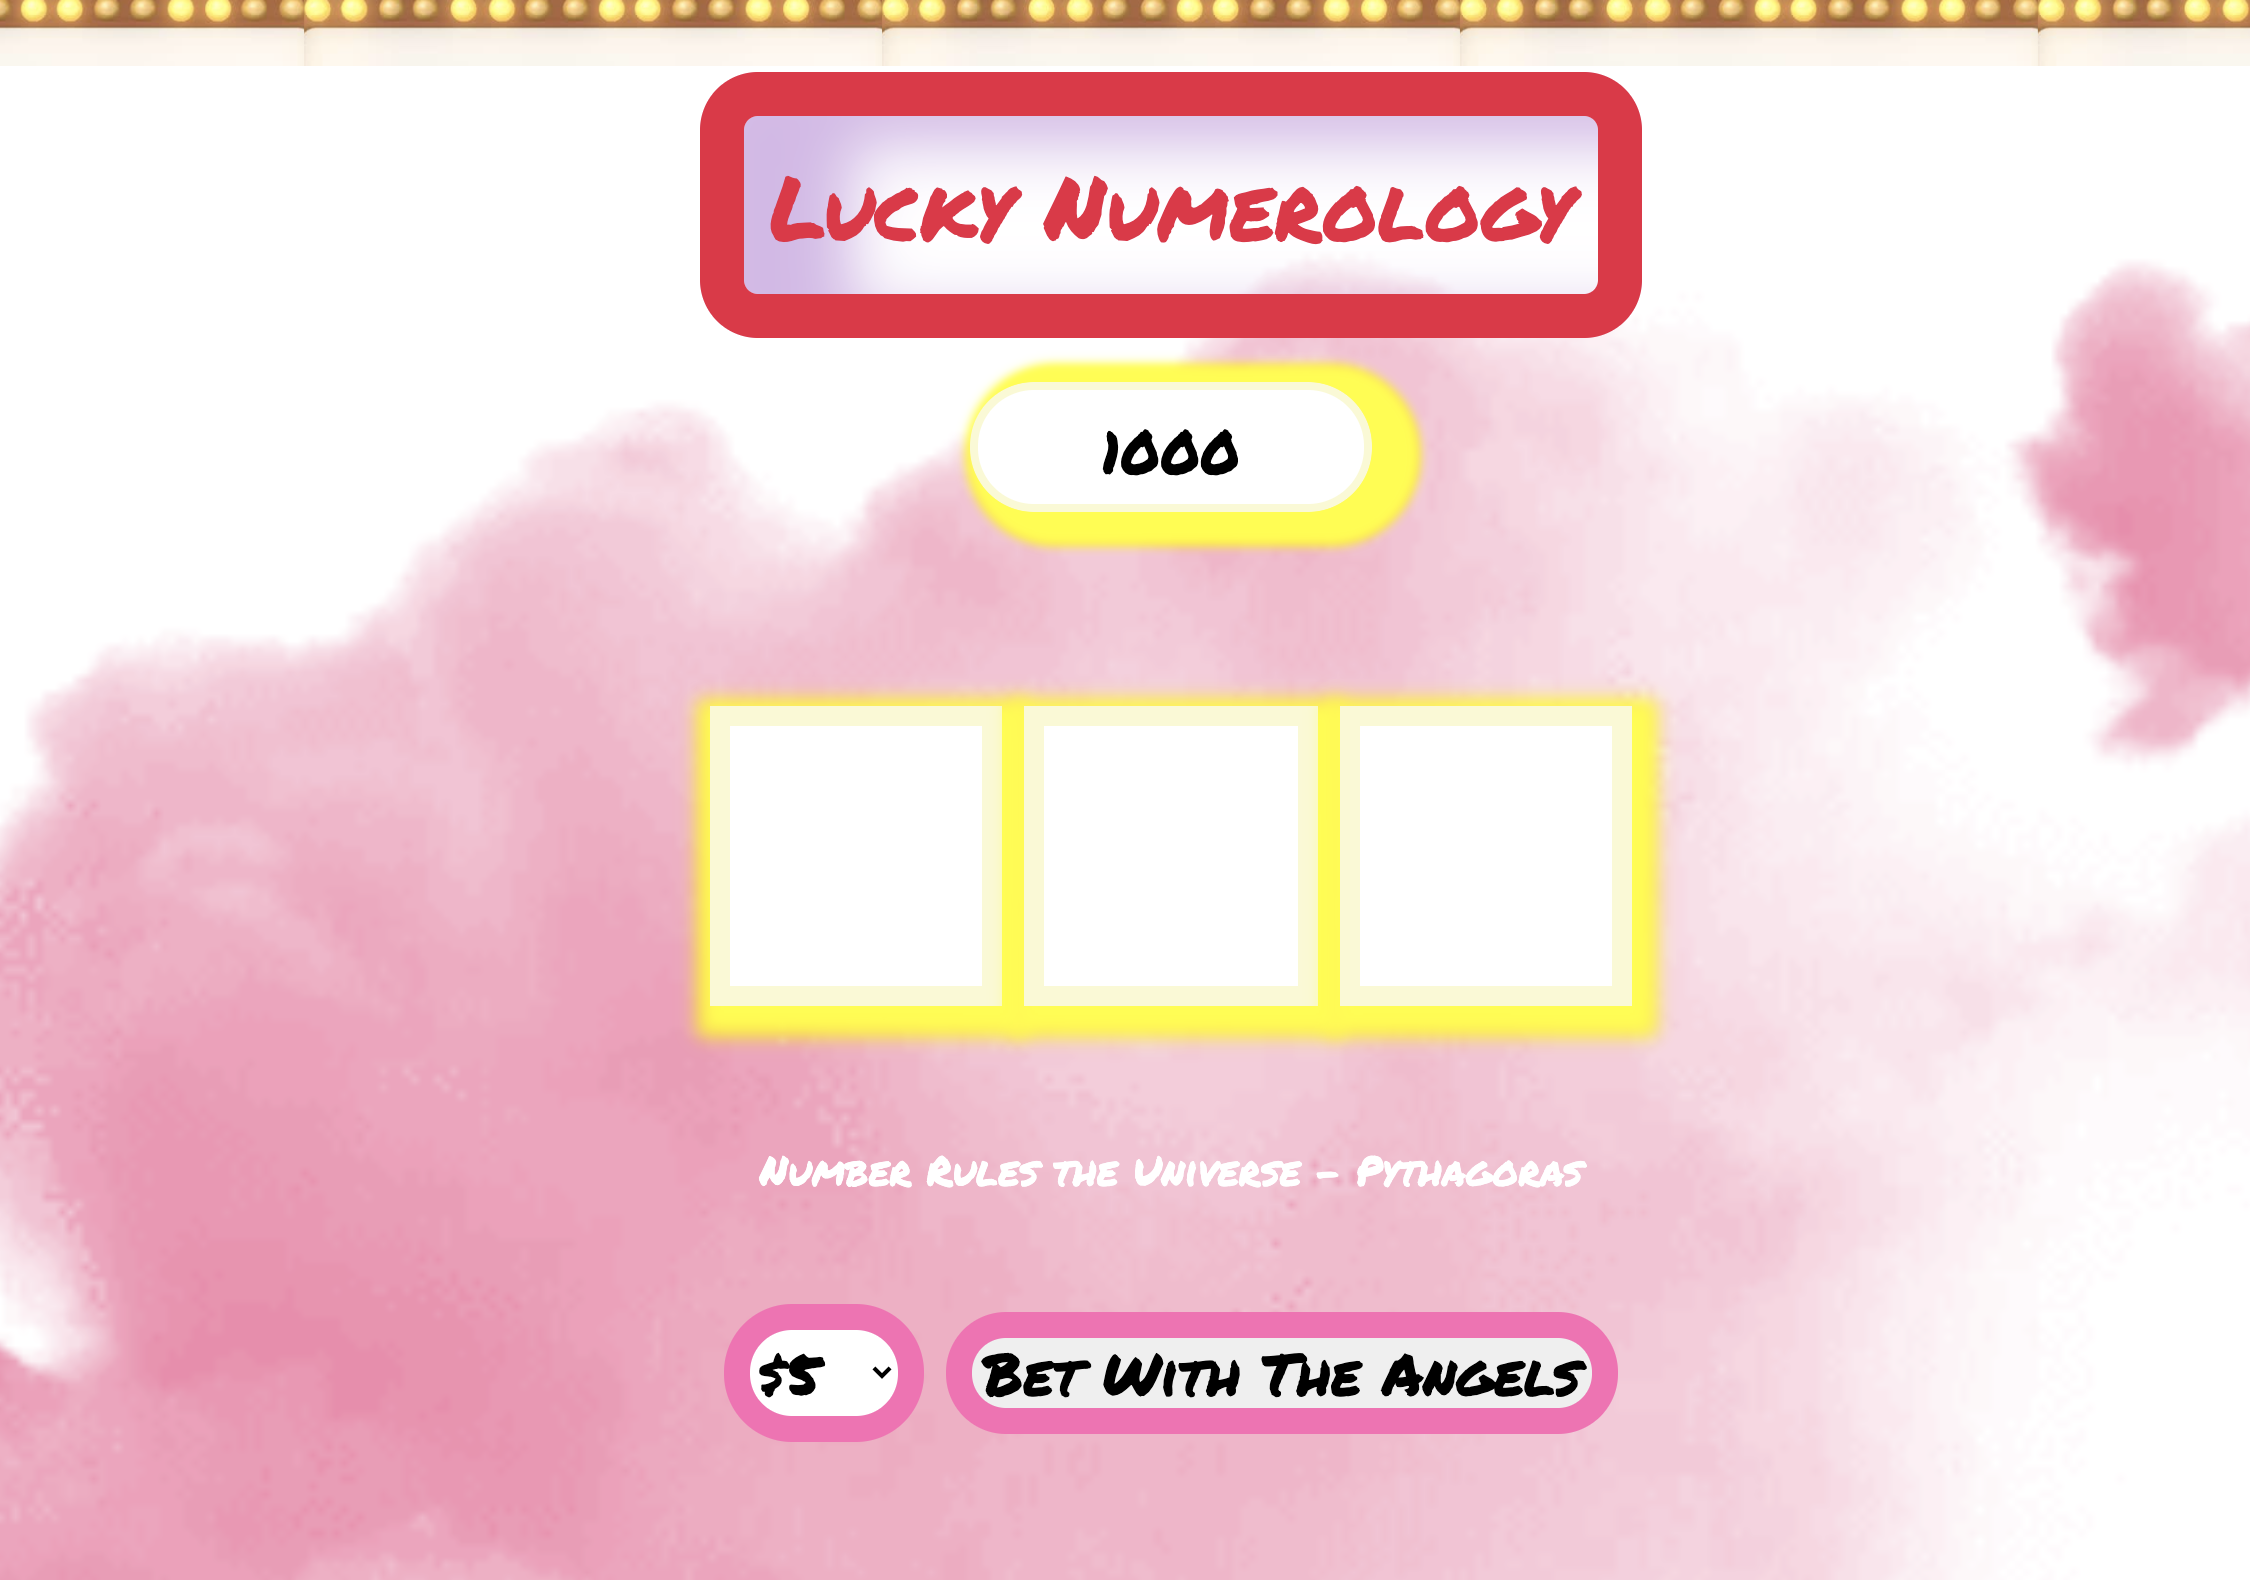 Lucky Numerology
1000
Number Rules the Universe - Pythagoras
$5
Bet With The Angels